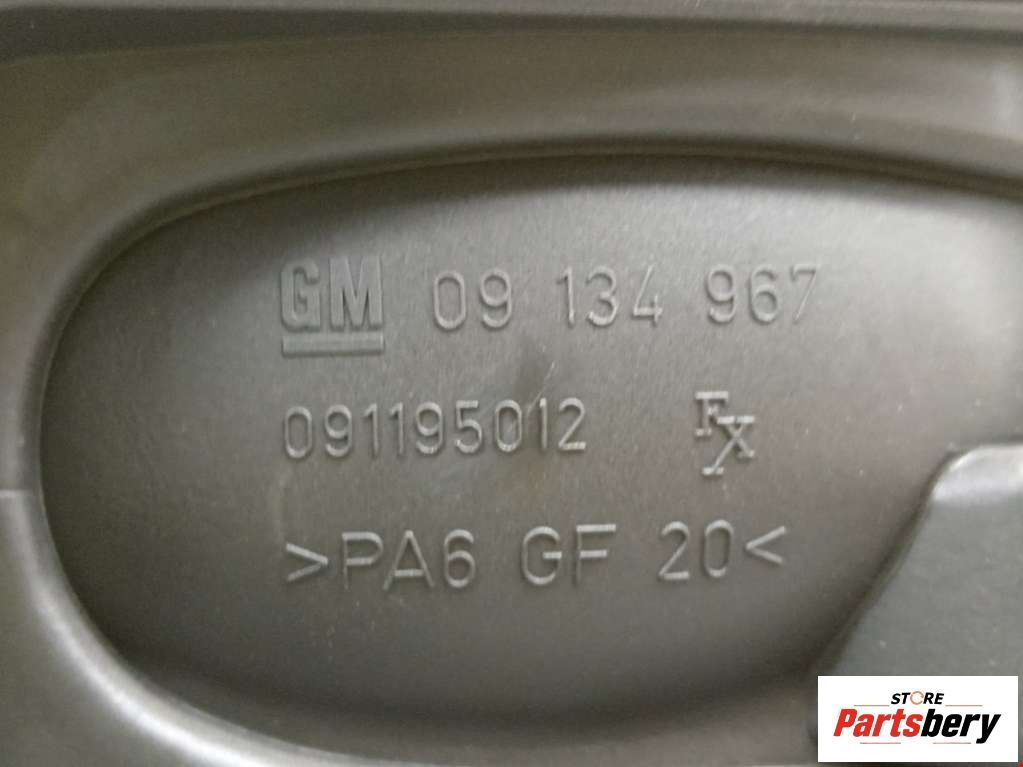 GM 09 134 967
091195012 FX
>PA6 GF 20<
STORE
Partsbery